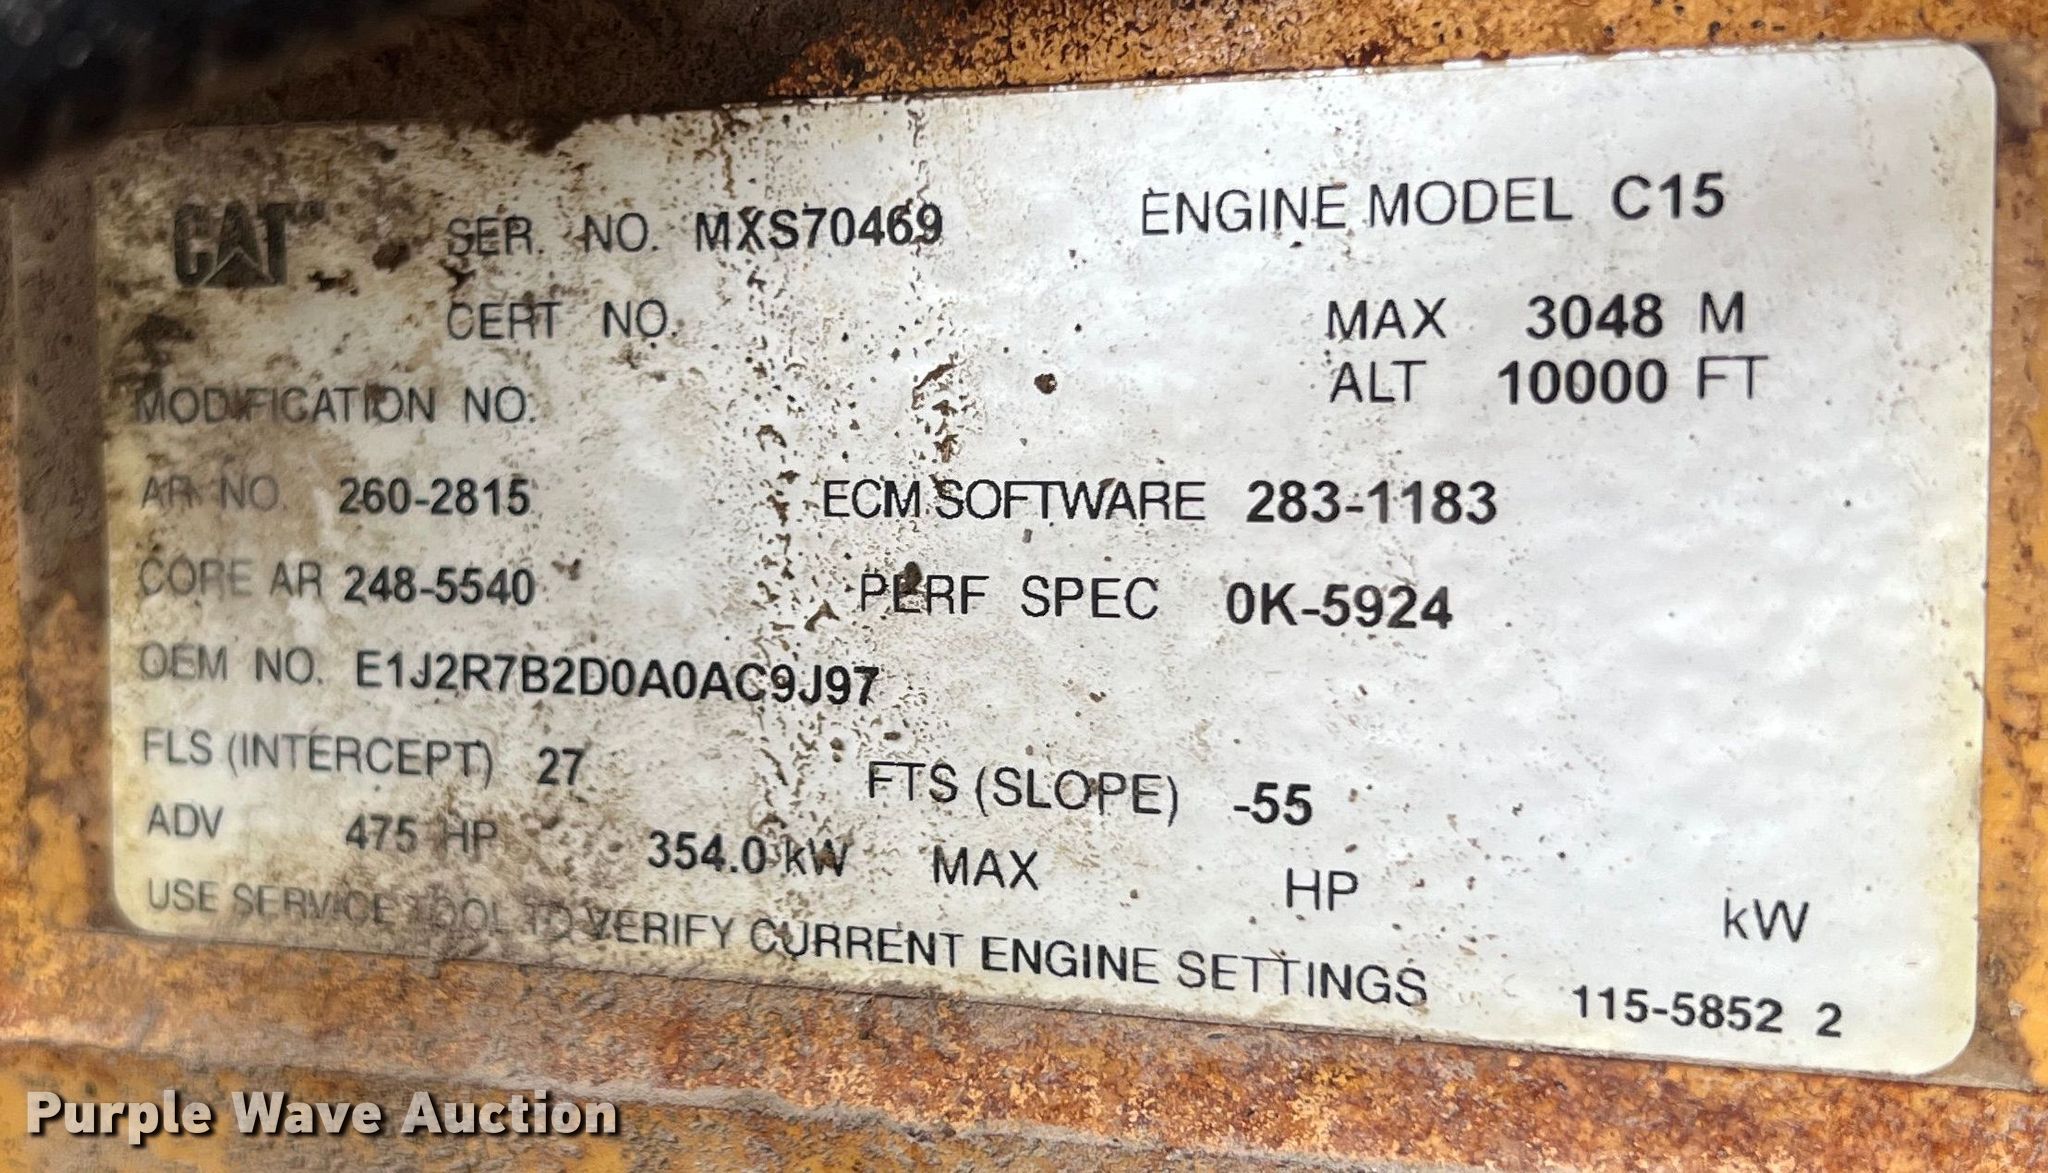 CAT SER. NO. MXS70469 ENGINE MODEL C15
CERT NO. MAX 3048 M
ALT 10000 FT
MODIFICATION NO.
AR NO. 260-2815 ECM SOFTWARE 283-1183
CORE AR 248-5540 PERF SPEC 0K-5924
OEM NO. E1J2R7B2D0A0AC9J97
FLS (INTERCEPT) 27 FTS (SLOPE) -55
ADV 475 HP 354.0 kW MAX HP kW
USE SERVICE TOOL TO VERIFY CURRENT ENGINE SETTINGS 115-5852 2
Purple Wave Auction